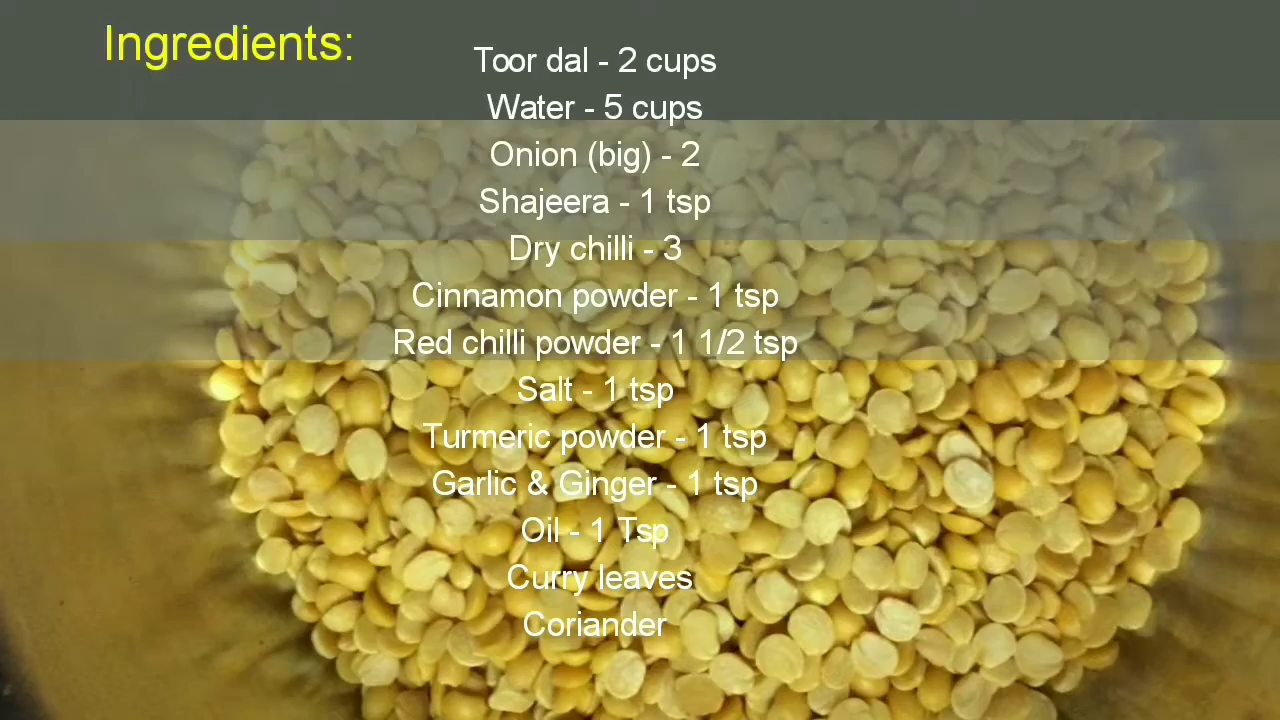 Ingredients:
Toor dal - 2 cups
Water - 5 cups
Onion (big) - 2
Shajeera - 1 tsp
Dry chilli - 3
Cinnamon powder - 1 tsp
Red chilli powder - 1 1/2 tsp
Salt - 1 tsp
Turmeric powder - 1 tsp
Garlic & Ginger - 1 tsp
Oil - 1 Tsp
Curry leaves
Coriander